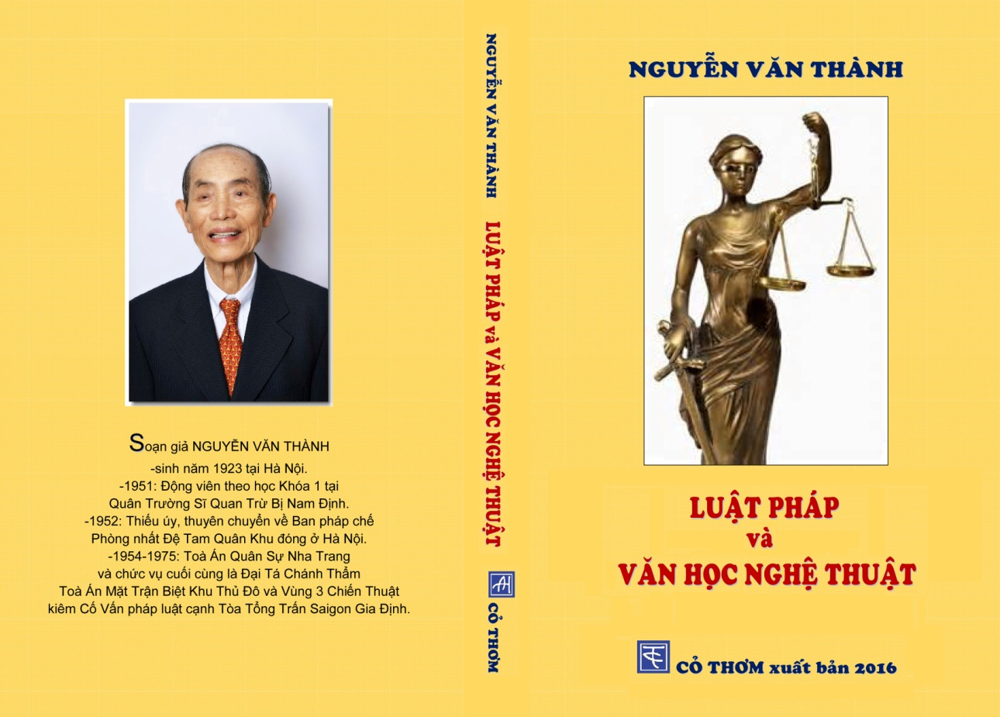 Soạn giả NGUYỄN VĂN THÀNH
-sinh năm 1923 tại Hà Nội.
-1951: Động viên theo học Khóa 1 tại
Quân Trường Sĩ Quan Trừ Bị Nam Định.
-1952: Thiếu úy, thuyên chuyển về Ban pháp chế
Phòng nhất Đệ Tam Quân Khu đóng ở Hà Nội.
-1954-1975: Toà Án Quân Sự Nha Trang
và chức vụ cuối cùng là Đại Tá Chánh Thẩm
Toà Án Mặt Trận Biệt Khu Thủ Đô và Vùng 3 Chiến Thuật
kiêm Cố Vấn pháp luật cạnh Tòa Tổng Trấn Saigon Gia Định.
NGUYỄN VĂN THÀNH LUẬT PHÁP và VĂN HỌC NGHỆ THUẬT CỎ THƠM
NGUYỄN VĂN THÀNH
LUẬT PHÁP
và
VĂN HỌC NGHỆ THUẬT
CỎ THƠM xuất bản 2016